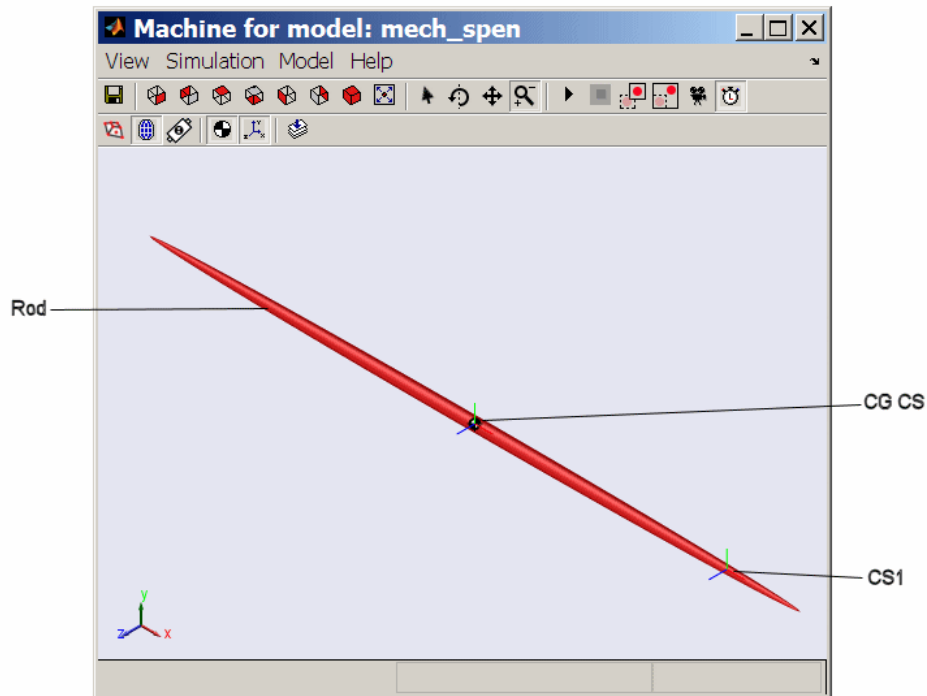 Machine for model: mech_spen
View Simulation Model Help
Rod
CG CS
CS1
y
z x